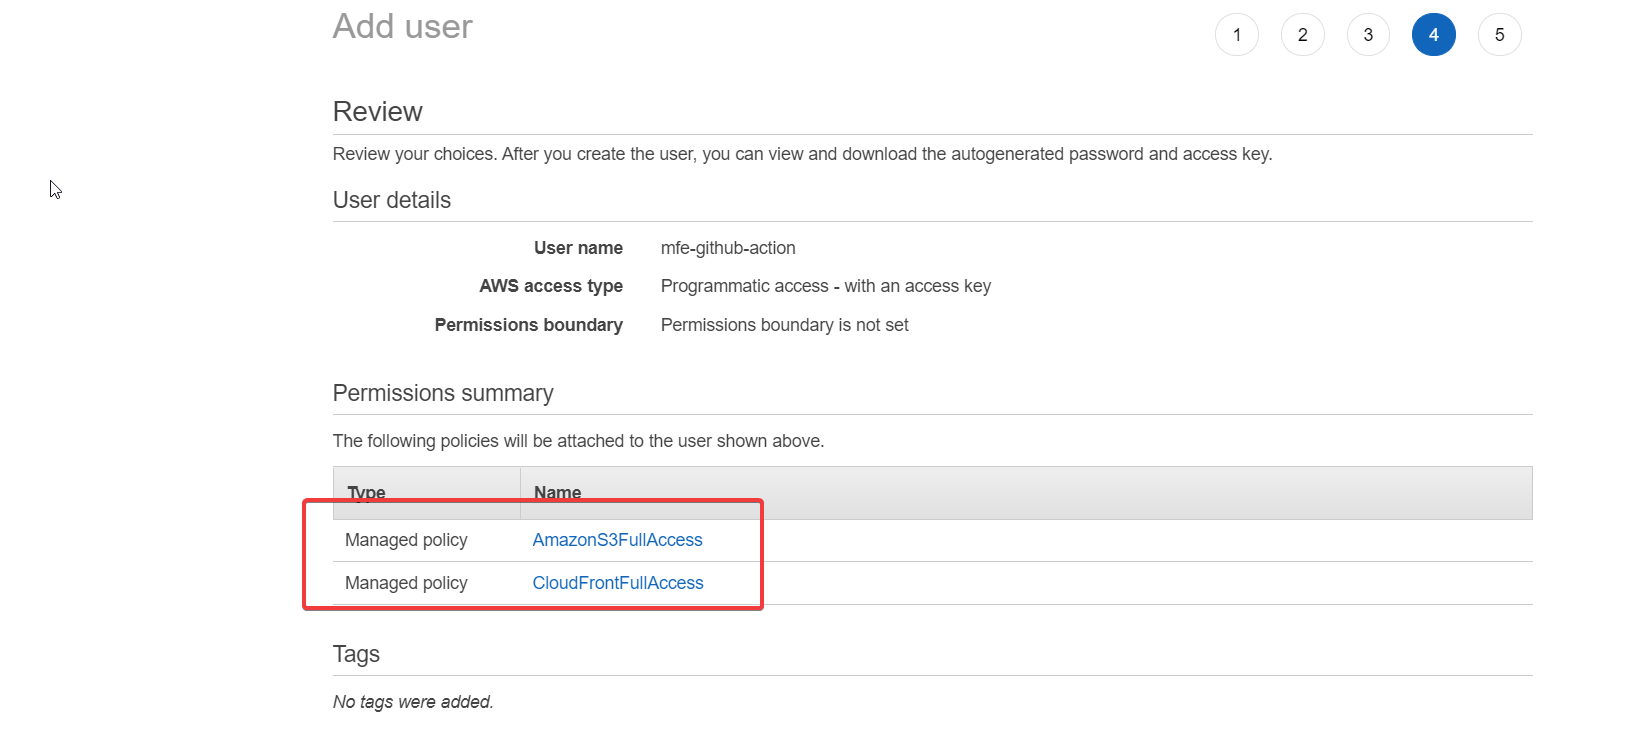 Add user
1 2 3 4 5
Review
Review your choices. After you create the user, you can view and download the autogenerated password and access key.
User details
User name mfe-github-action
AWS access type Programmatic access - with an access key
Permissions boundary Permissions boundary is not set
Permissions summary
The following policies will be attached to the user shown above.
Type Name
Managed policy AmazonS3FullAccess
Managed policy CloudFrontFullAccess
Tags
No tags were added.